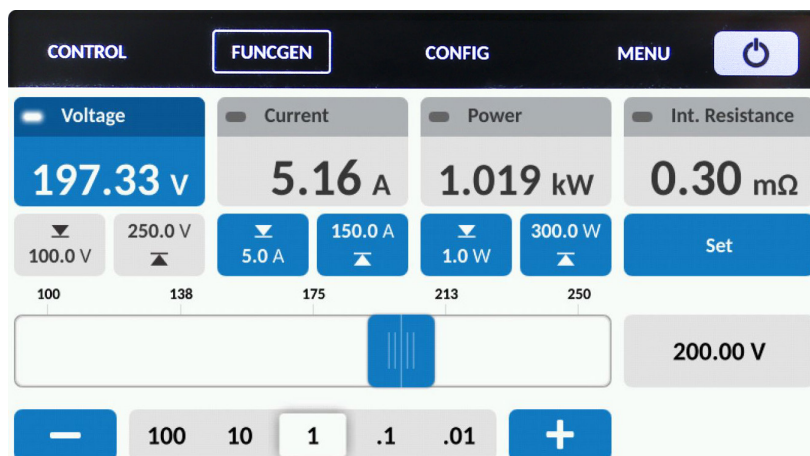 CONTROL FUNCGEN CONFIG MENU
Voltage Current Power Int. Resistance
197.33 V 5.16 A 1.019 kW 0.30 mΩ
100.0 V 250.0 V 5.0 A 150.0 A 1.0 W 300.0 W Set
100 138 175 213 250
200.00 V
− 100 10 1 .1 .01 +